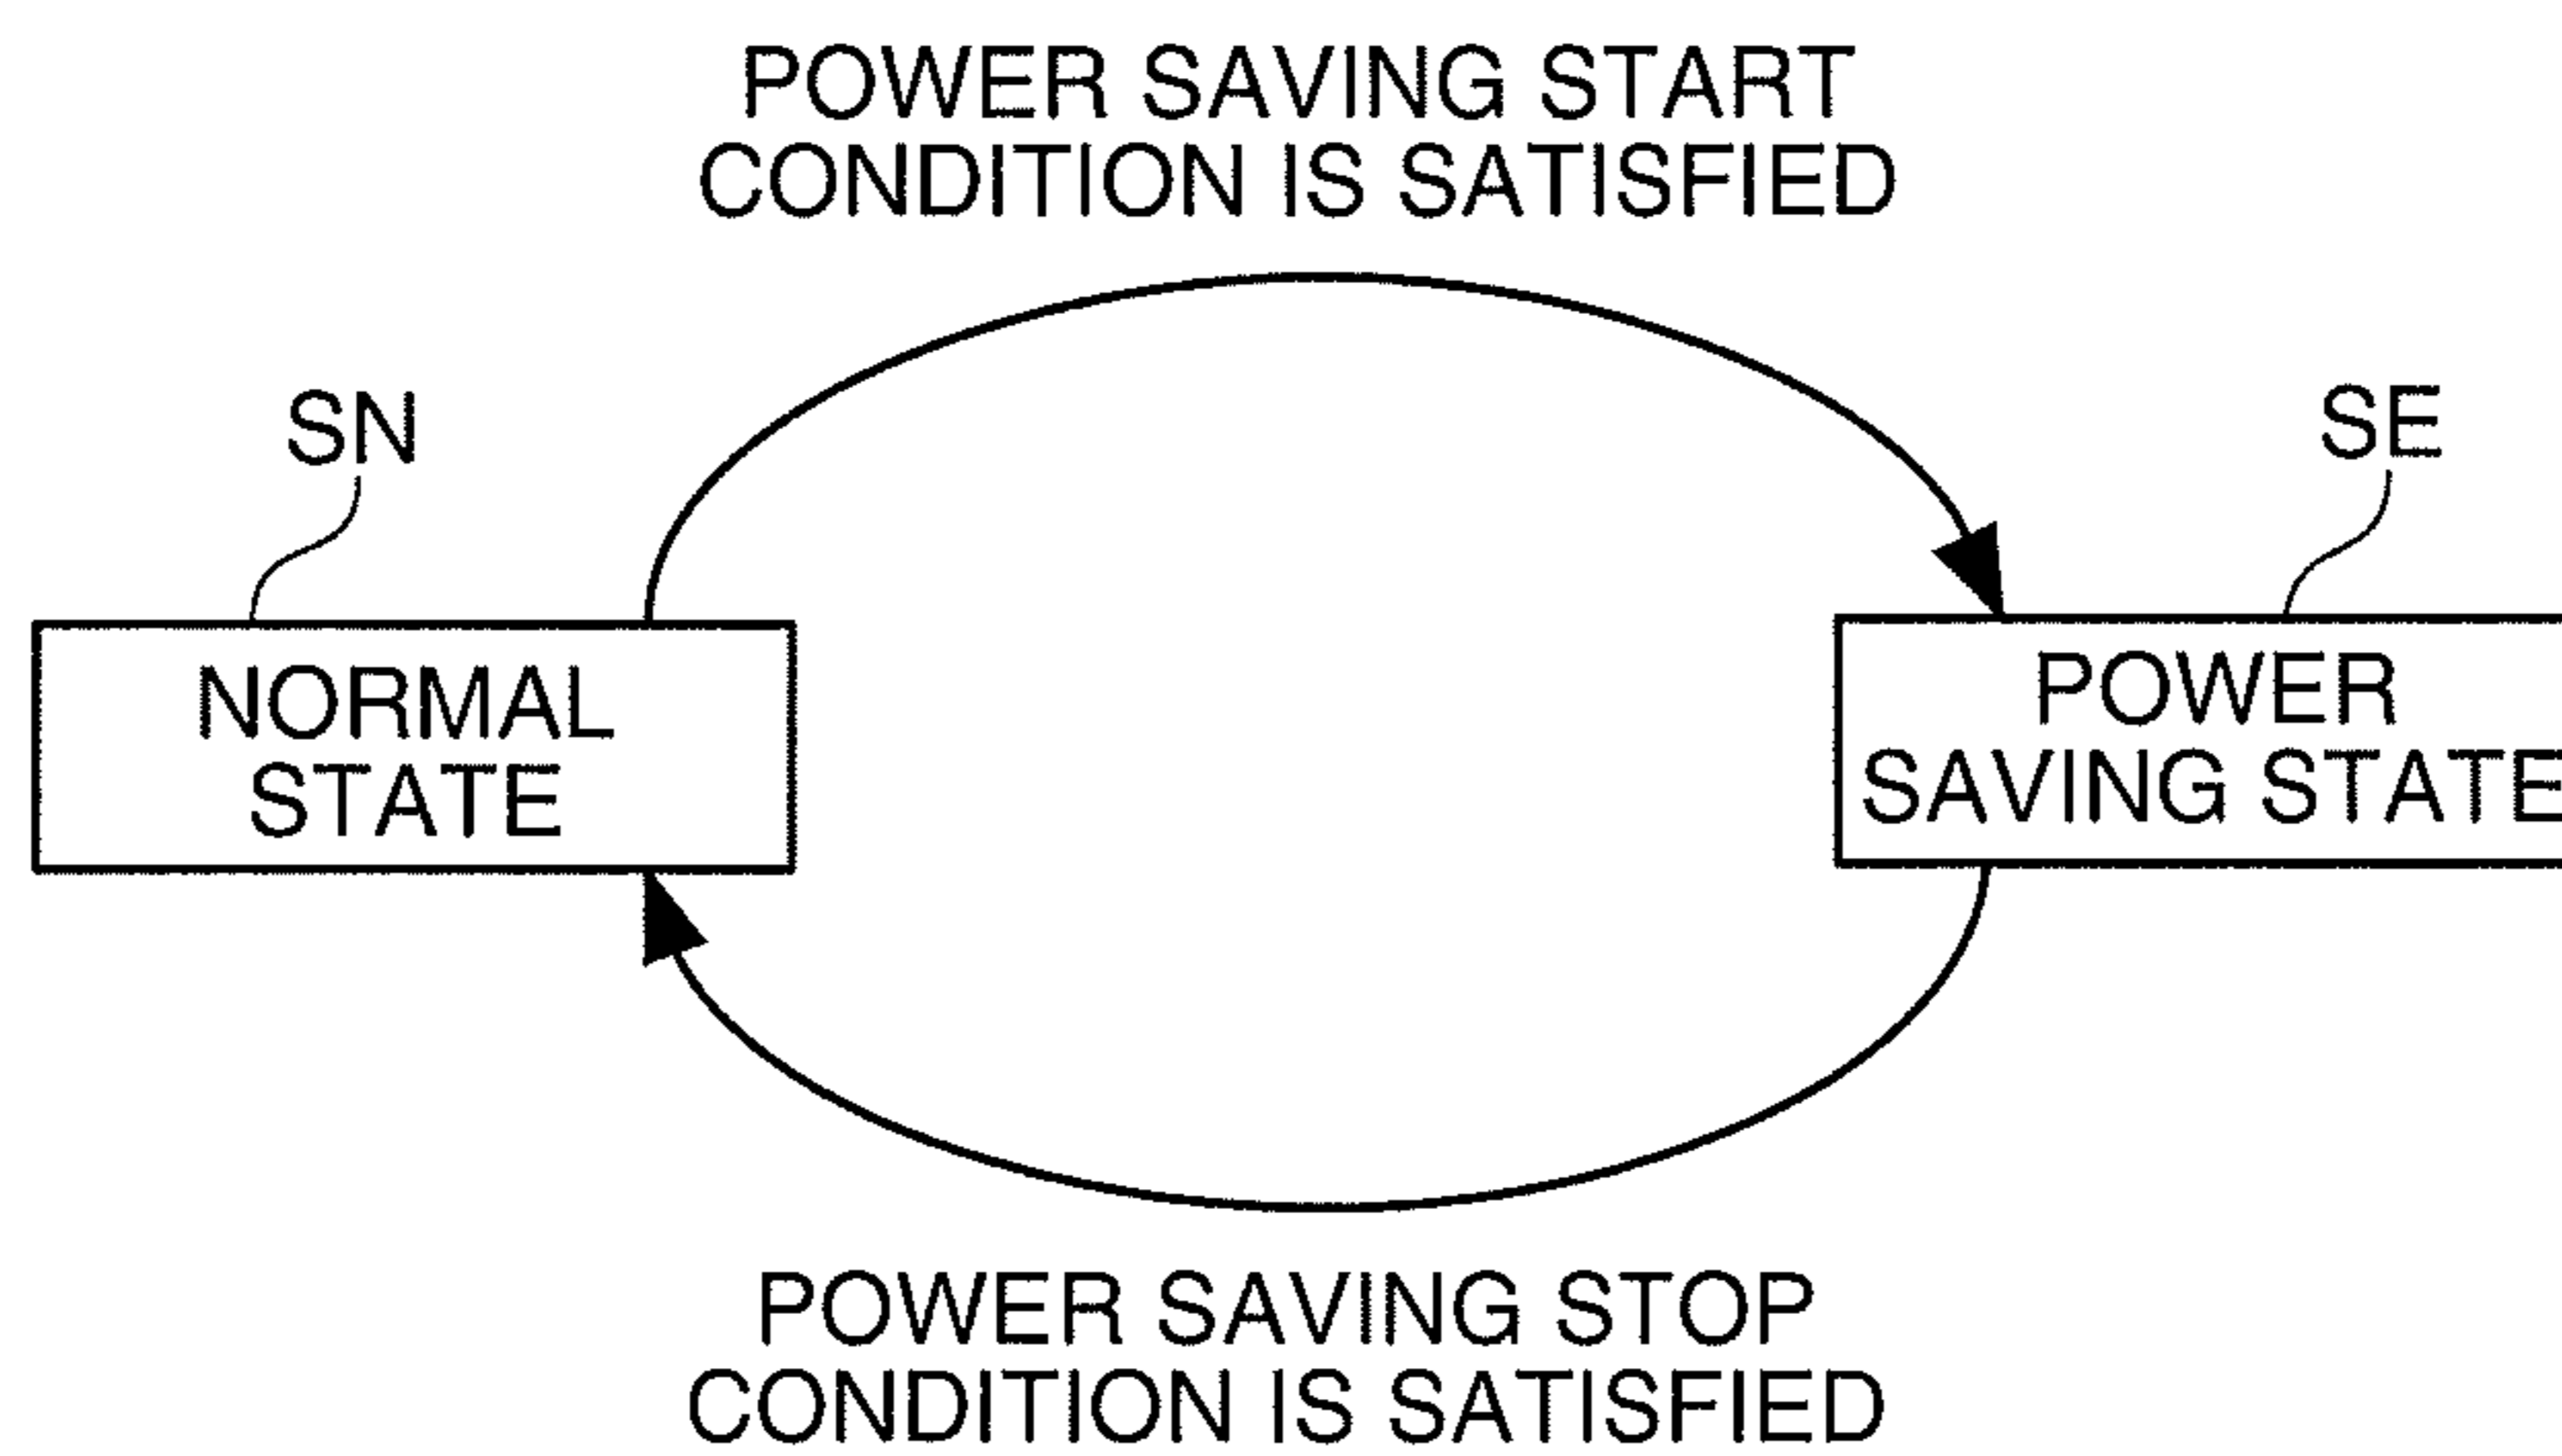 POWER SAVING START
CONDITION IS SATISFIED
SN
SE
NORMAL
STATE
POWER
SAVING STATE
POWER SAVING STOP
CONDITION IS SATISFIED